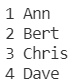 1 Ann
2 Bert
3 Chris
4 Dave